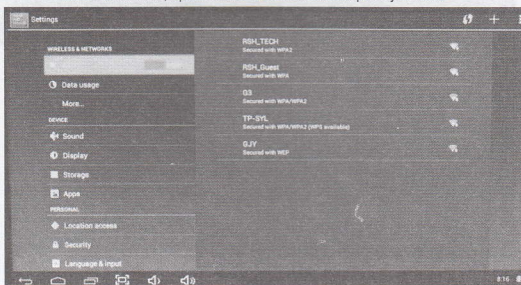 Settings
WIRELESS & NETWORKS
Data usage
More...
DEVICE
Sound
Display
Storage
Apps
PERSONAL
Location access
Security
Language & input
RSH_TECH
Secured with WPA2
RSH_Guest
Secured with WPA
Q3
Secured with WPA/WPA2
TP-SYL
Secured with WPA/WPA2 (WPS available)
GJY
Secured with WEP
8:16